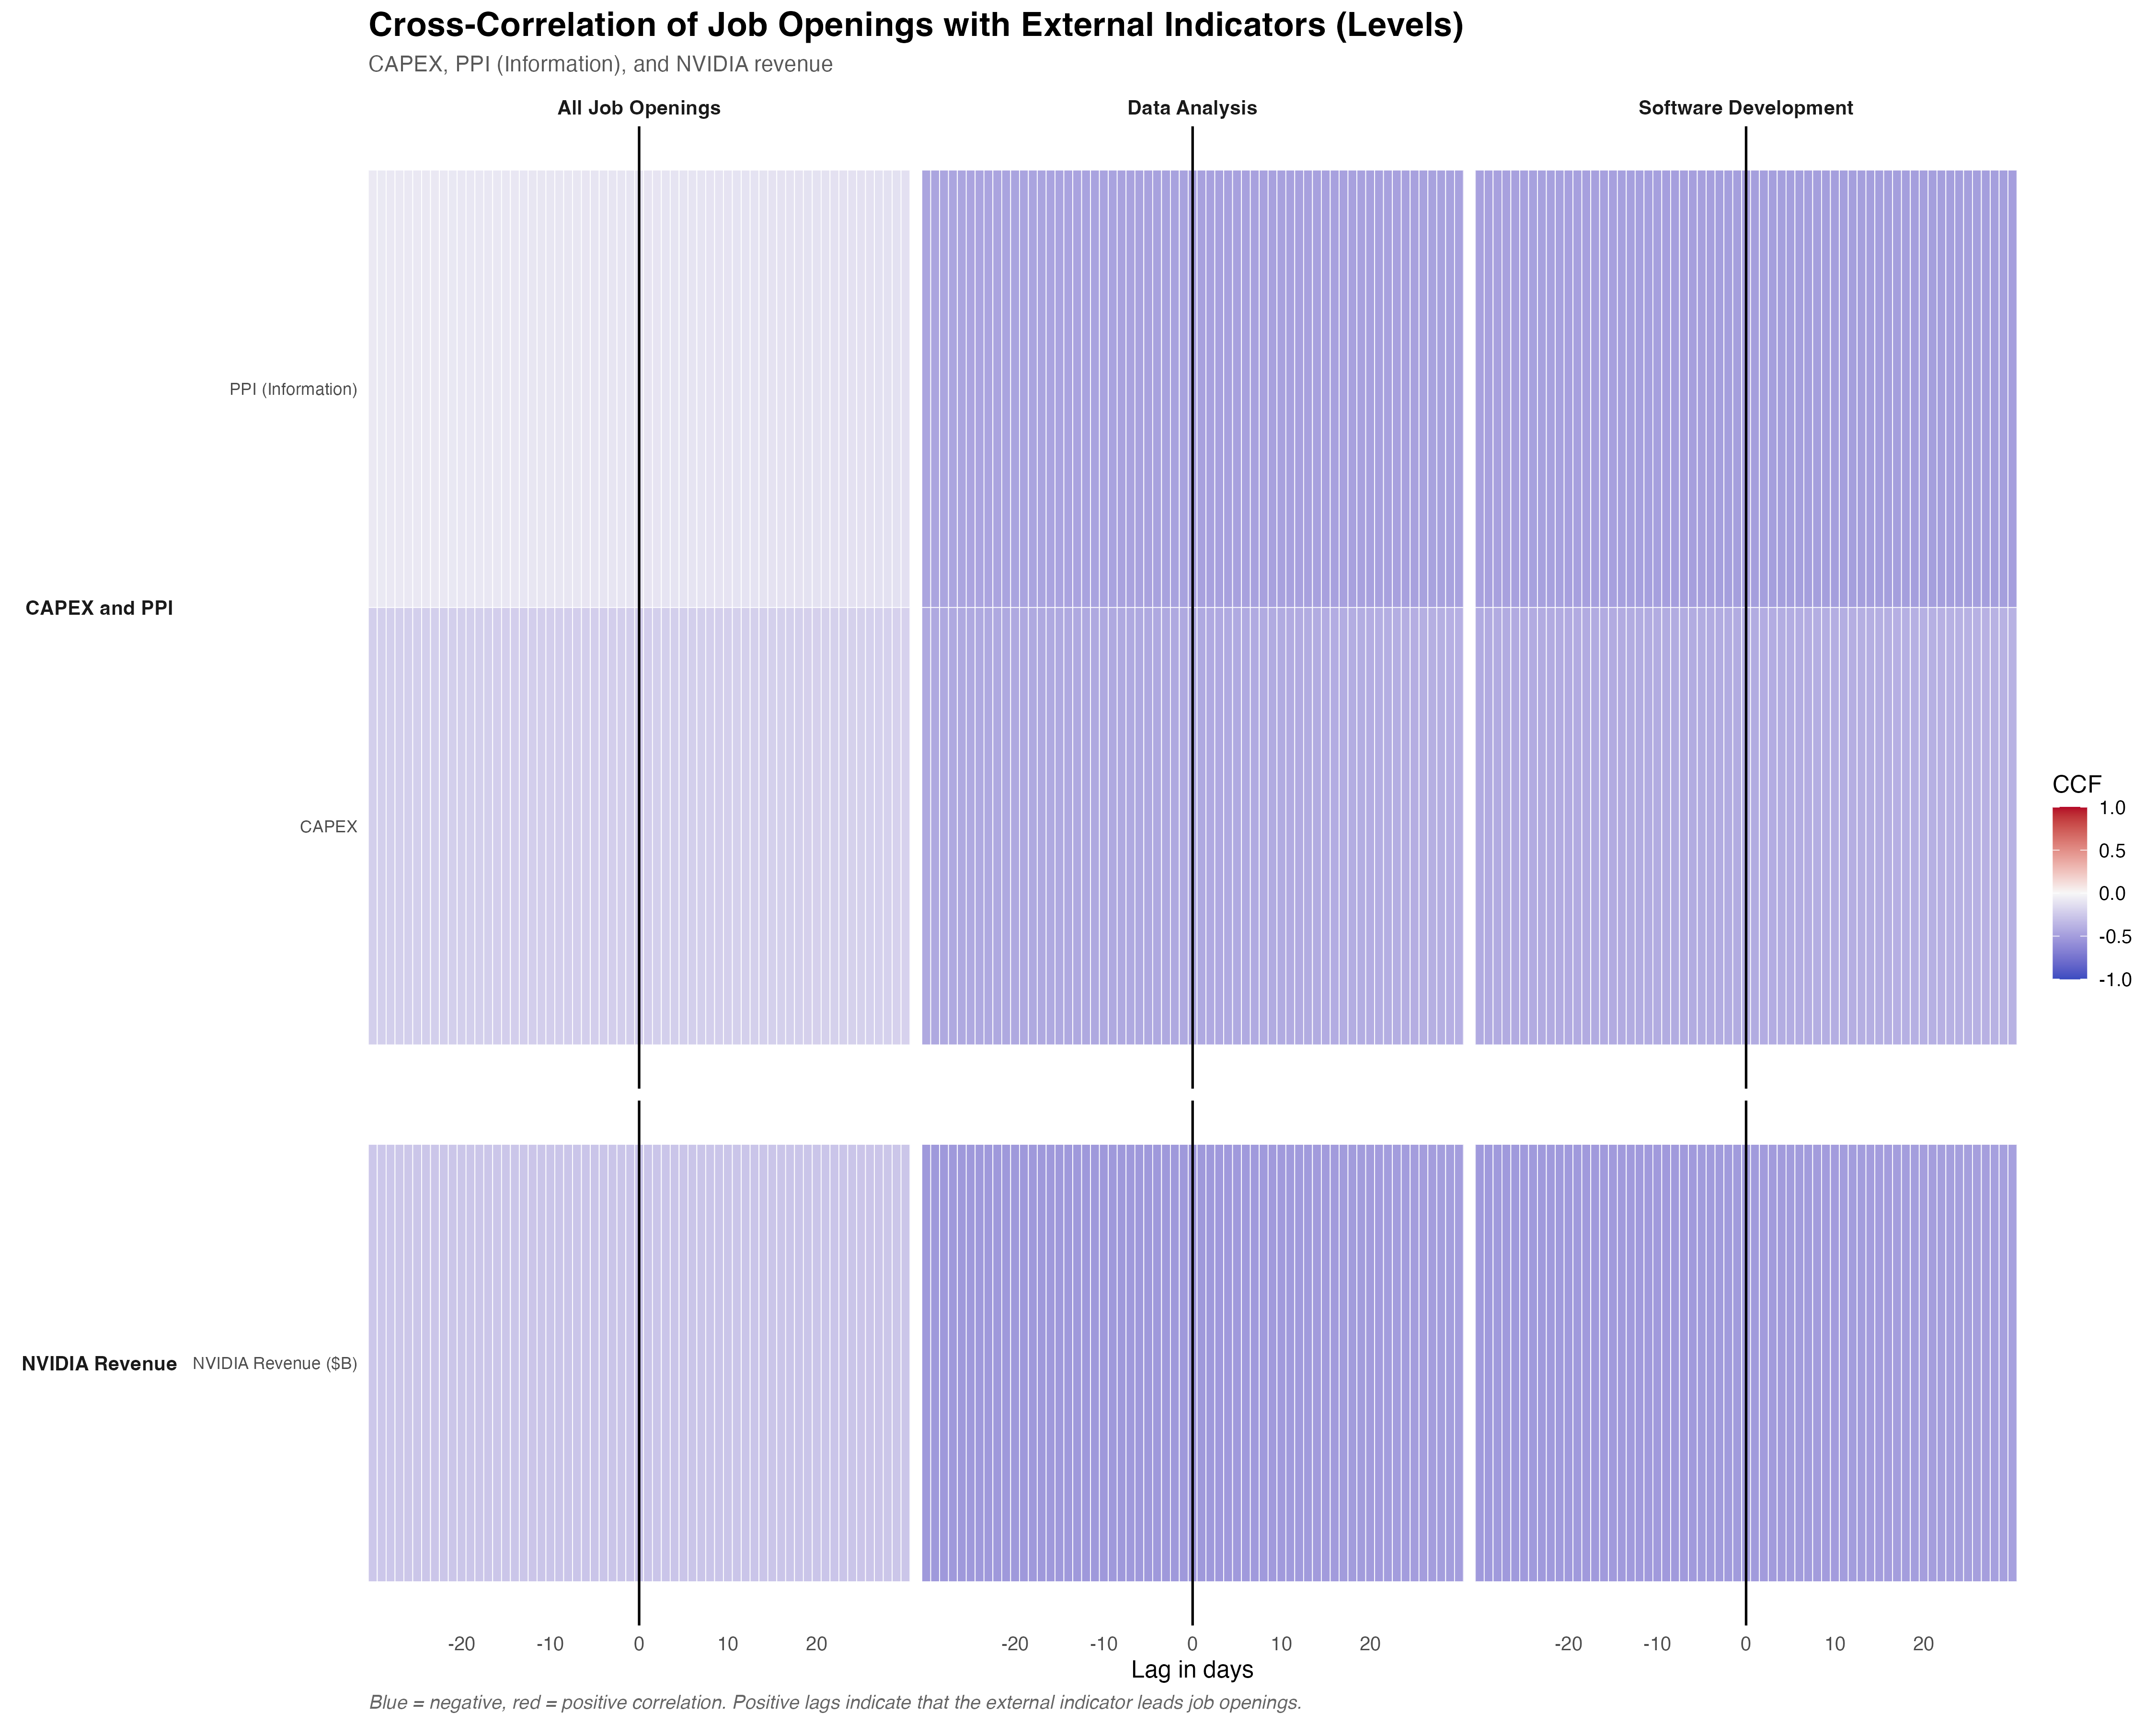 Cross-Correlation of Job Openings with External Indicators (Levels)
CAPEX, PPI (Information), and NVIDIA revenue
All Job Openings
Data Analysis
Software Development
PPI (Information)
CAPEX and PPI
CAPEX
CCF
1.0
0.5
0.0
-0.5
-1.0
NVIDIA Revenue
NVIDIA Revenue ($B)
-20 -10 0 10 20
-20 -10 0 10 20
-20 -10 0 10 20
Lag in days
Blue = negative, red = positive correlation. Positive lags indicate that the external indicator leads job openings.